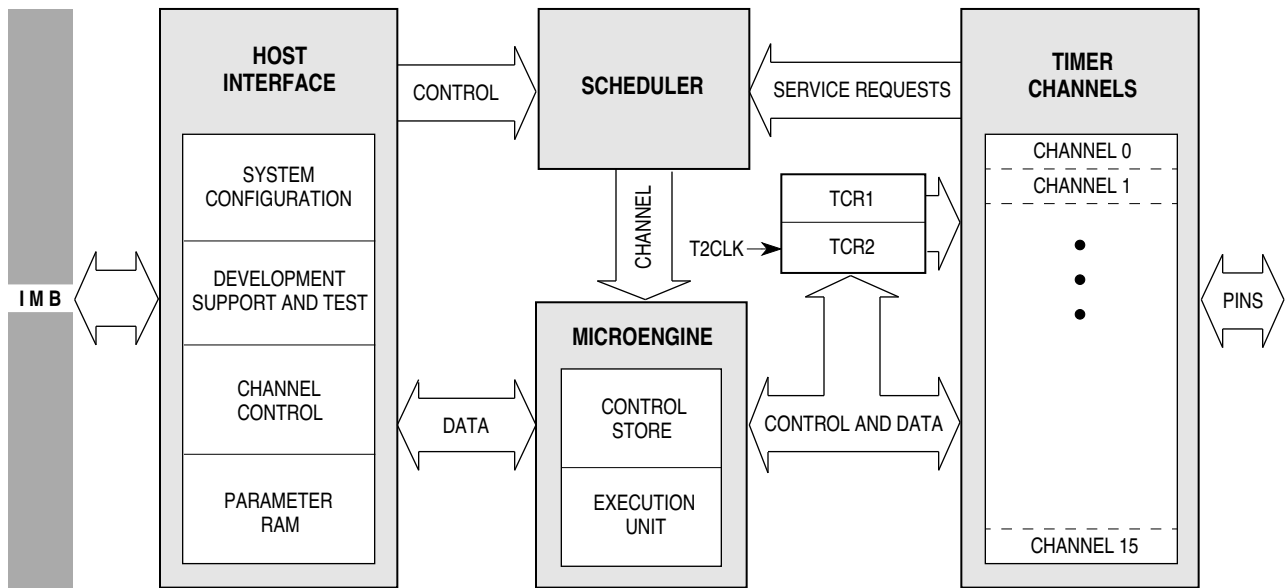 IMB
HOST
INTERFACE
SYSTEM
CONFIGURATION
DEVELOPMENT
SUPPORT AND TEST
CHANNEL
CONTROL
PARAMETER
RAM
CONTROL
SCHEDULER
SERVICE REQUESTS
CHANNEL
TCR1
T2CLK
TCR2
MICROENGINE
CONTROL
STORE
EXECUTION
UNIT
DATA
CONTROL AND DATA
TIMER
CHANNELS
CHANNEL 0
CHANNEL 1
CHANNEL 15
PINS